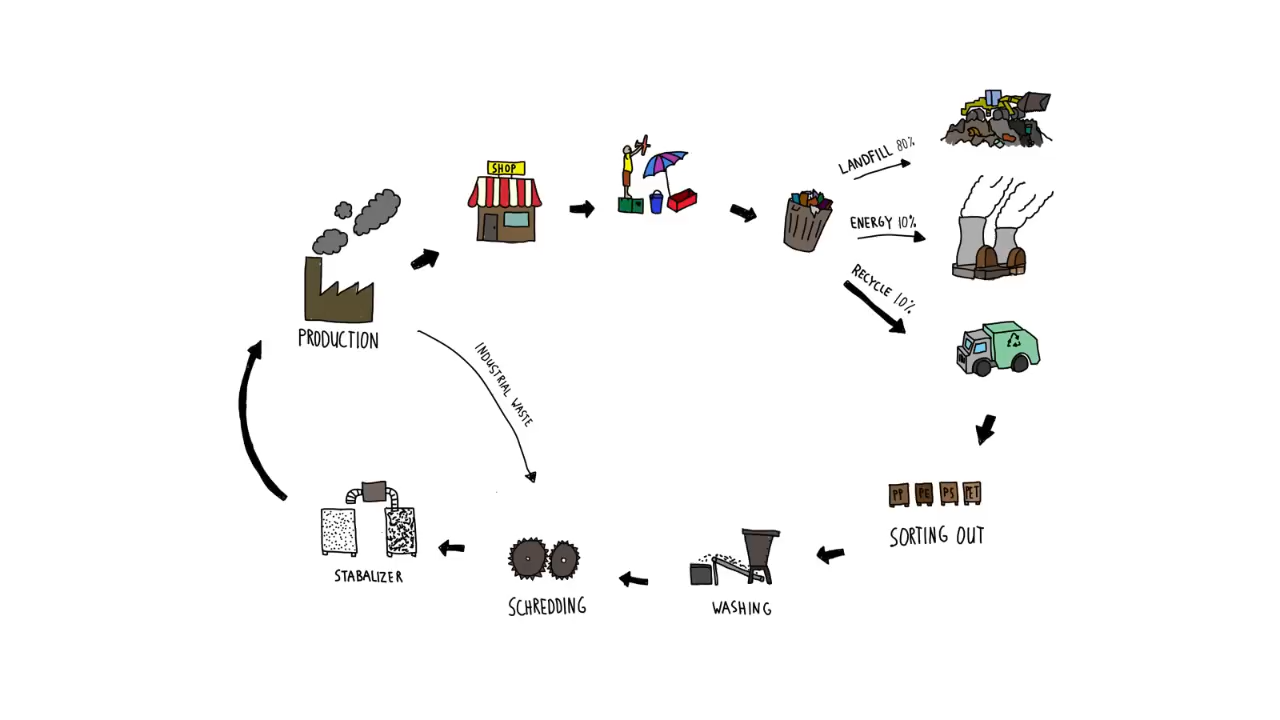 SHOP
LANDFILL 80%
ENERGY 10%
RECYCLE 10%
PRODUCTION
INDUSTRIAL WASTE
PP PE PS PET
SORTING OUT
STABALIZER
SCHREDDING
WASHING